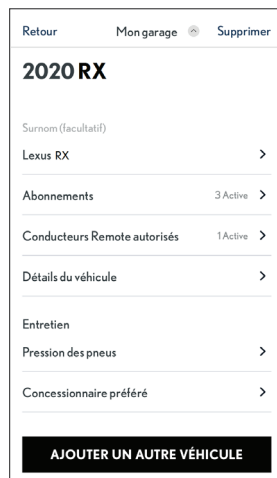 Retour Mon garage Supprimer
2020 RX
Surnom (facultatif)
Lexus RX
Abonnements 3 Active
Conducteurs Remote autorisés 1 Active
Détails du véhicule
Entretien
Pression des pneus
Concessionnaire préféré
AJOUTER UN AUTRE VÉHICULE